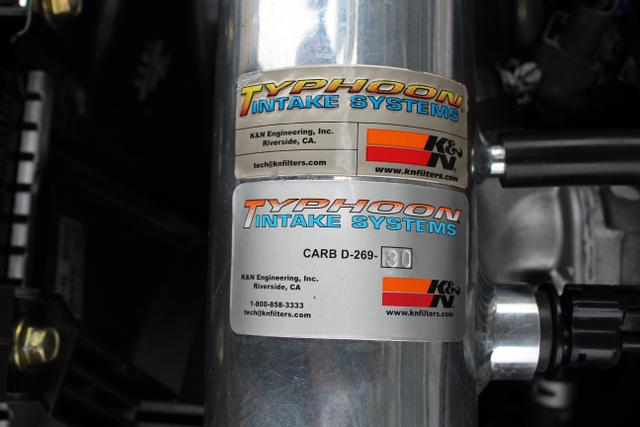 TYPHOON
INTAKE SYSTEMS
K&N Engineering, Inc.
Riverside, CA.
tech@knfilters.com
K&N
www.knfilters.com
TYPHOON
INTAKE SYSTEMS
CARB D-269-30
K&N Engineering, Inc.
Riverside, CA
1-800-858-3333
tech@knfilters.com
K&N
www.knfilters.com